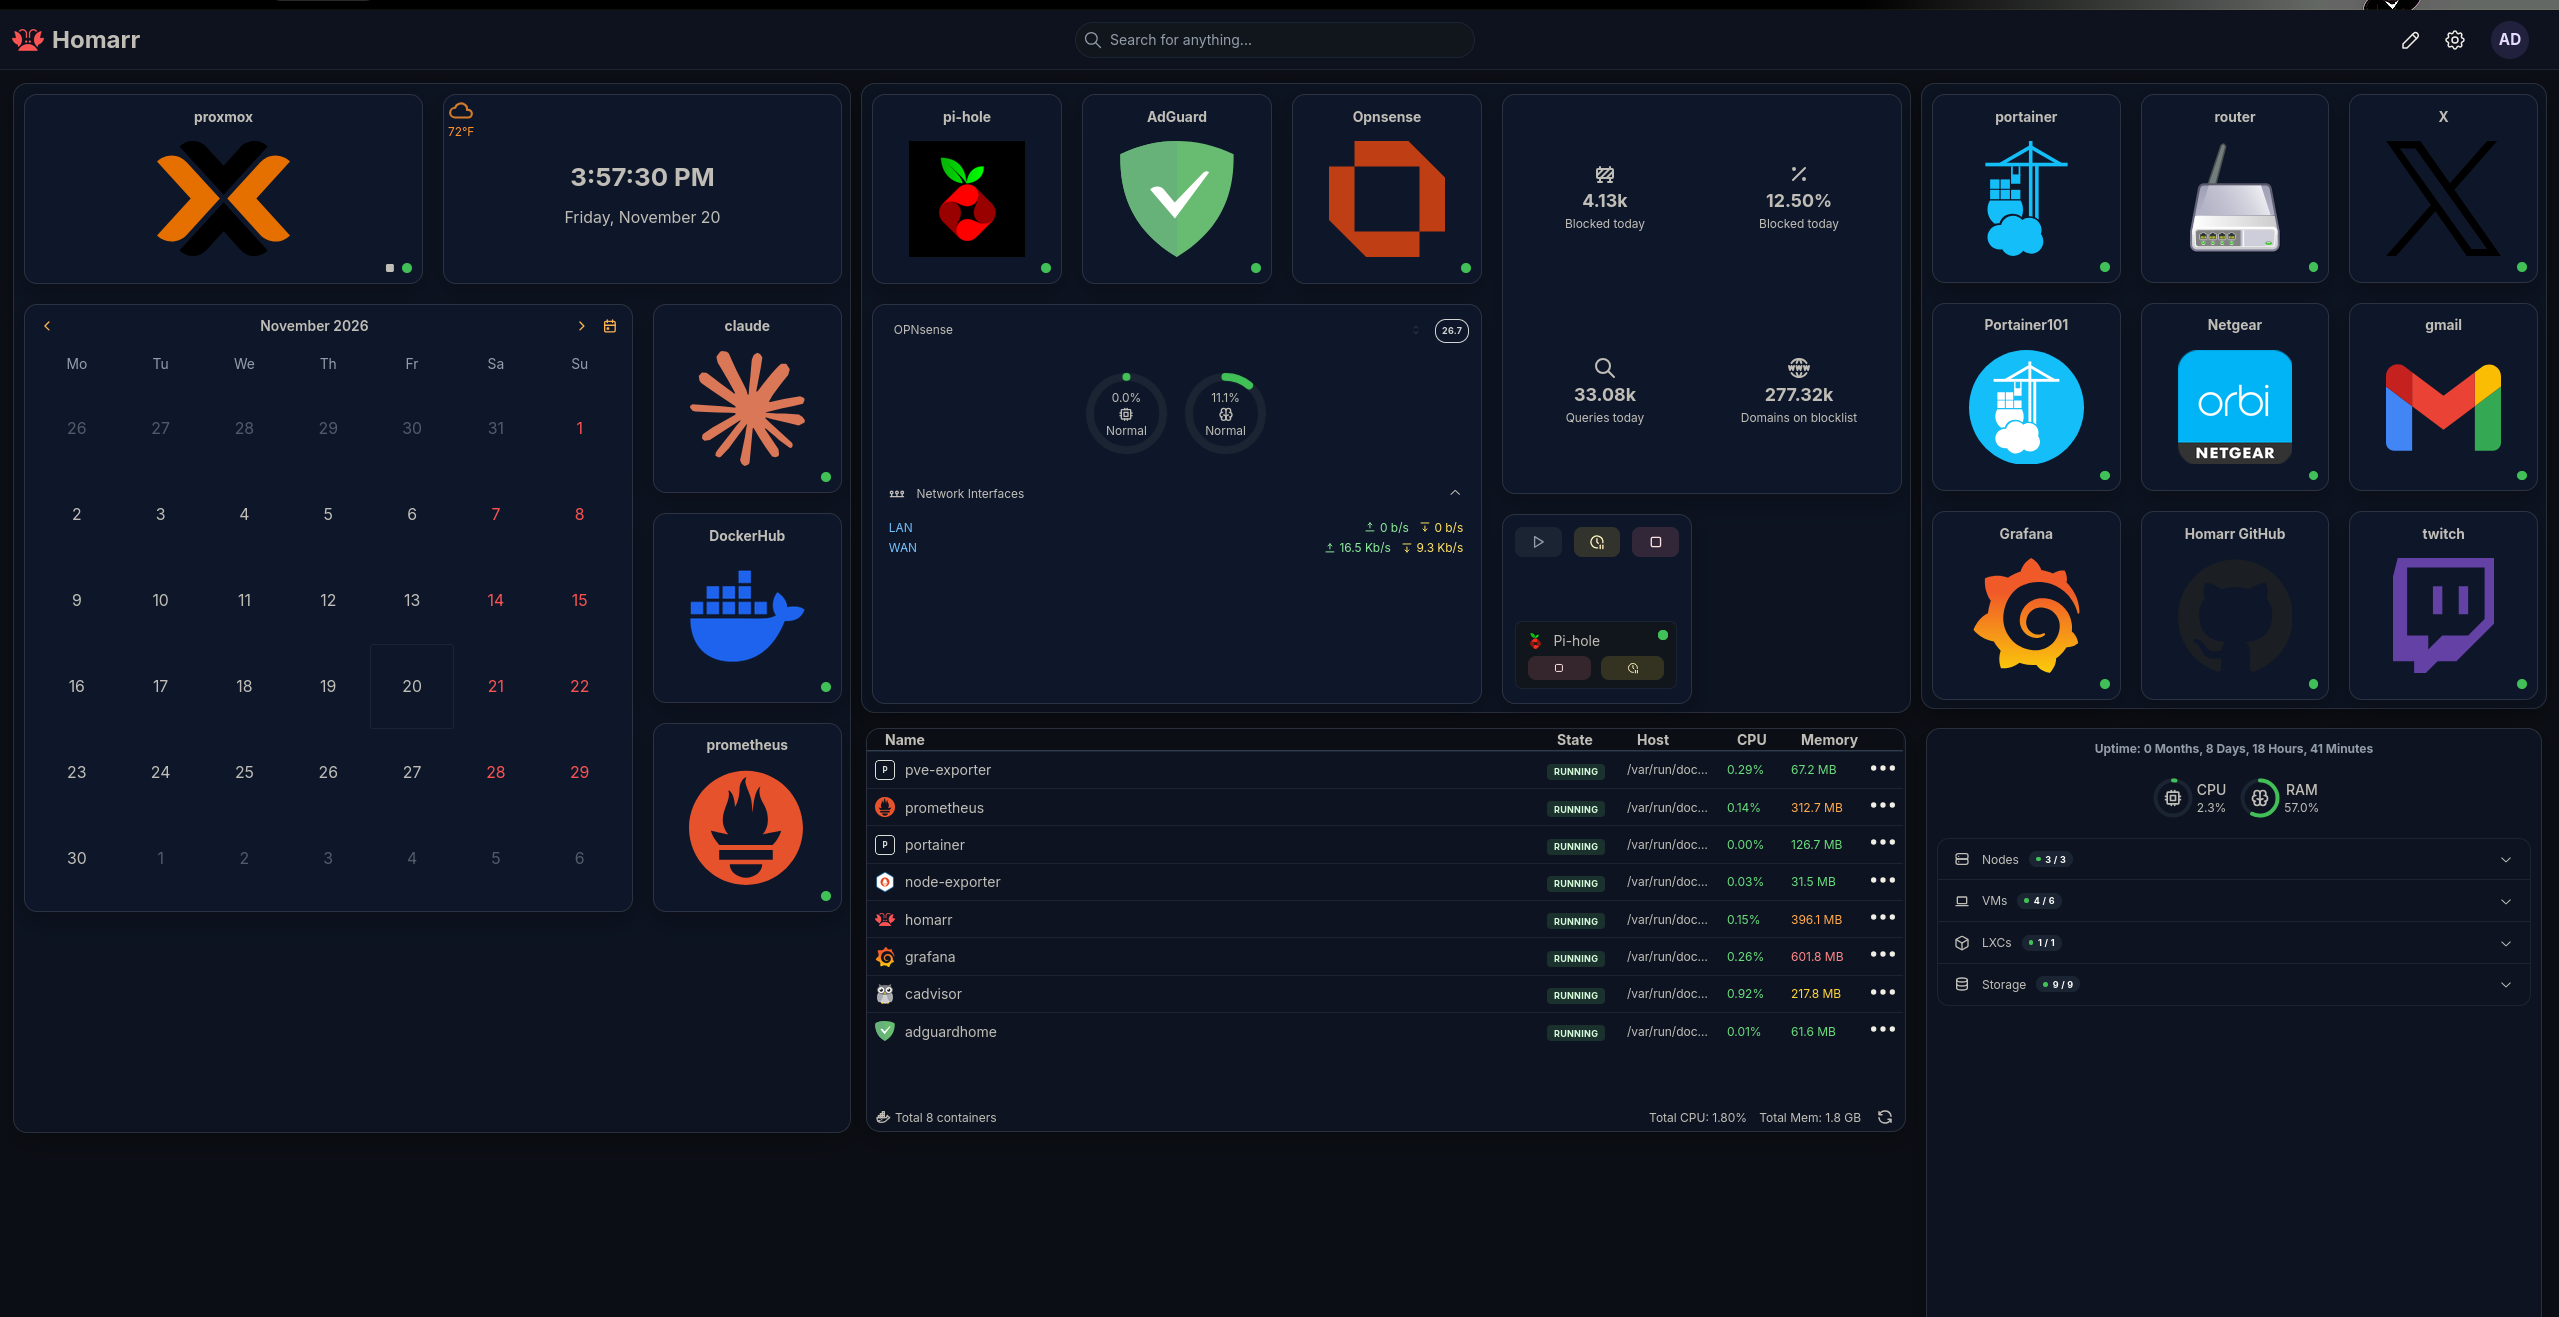 Homarr
Search for anything...
AD
proxmox
72°F
3:57:30 PM
Friday, November 20
November 2026
Mo Tu We Th Fr Sa Su
26 27 28 29 30 31 1
2 3 4 5 6 7 8
9 10 11 12 13 14 15
16 17 18 19 20 21 22
23 24 25 26 27 28 29
30 1 2 3 4 5 6
claude
DockerHub
prometheus
pi-hole
AdGuard
Opnsense
4.13k
Blocked today
12.50%
Blocked today
33.08k
Queries today
WWW
277.32k
Domains on blocklist
OPNsense
26.7
0.0%
Normal
11.1%
Normal
Network Interfaces
LAN 0 b/s 0 b/s
WAN 16.5 Kb/s 9.3 Kb/s
Pi-hole
portainer
router
X
Portainer101
Netgear
orbi
NETGEAR
gmail
Grafana
Homarr GitHub
twitch
Name State Host CPU Memory
P pve-exporter RUNNING /var/run/doc... 0.29% 67.2 MB
prometheus RUNNING /var/run/doc... 0.14% 312.7 MB
P portainer RUNNING /var/run/doc... 0.00% 126.7 MB
node-exporter RUNNING /var/run/doc... 0.03% 31.5 MB
homarr RUNNING /var/run/doc... 0.15% 396.1 MB
grafana RUNNING /var/run/doc... 0.26% 601.8 MB
cadvisor RUNNING /var/run/doc... 0.92% 217.8 MB
adguardhome RUNNING /var/run/doc... 0.01% 61.6 MB
Total 8 containers Total CPU: 1.80% Total Mem: 1.8 GB
Uptime: 0 Months, 8 Days, 18 Hours, 41 Minutes
CPU
2.3%
RAM
57.0%
Nodes 3 / 3
VMs 4 / 6
LXCs 1 / 1
Storage 9 / 9